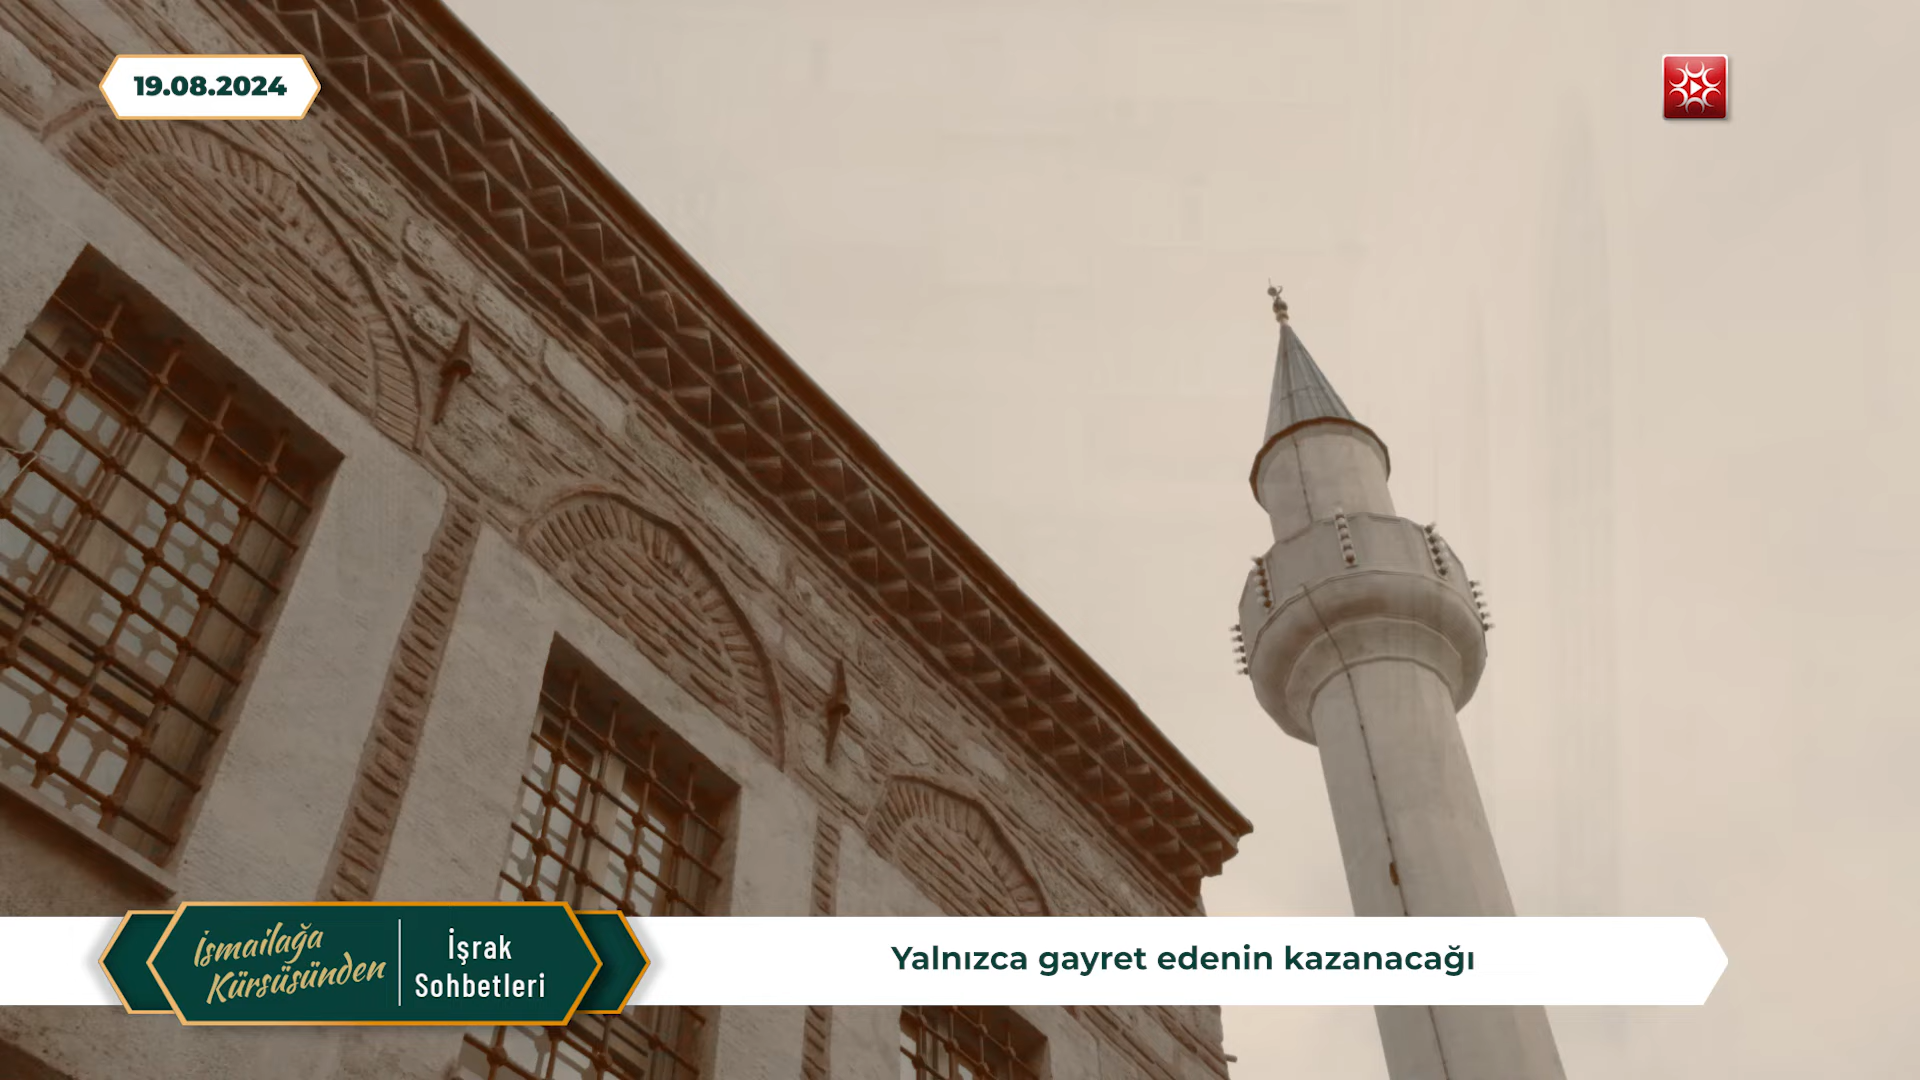 19.08.2024
İsmailağa
Kürsüsünden
İşrak
Sohbetleri
Yalnızca gayret edenin kazanacağı